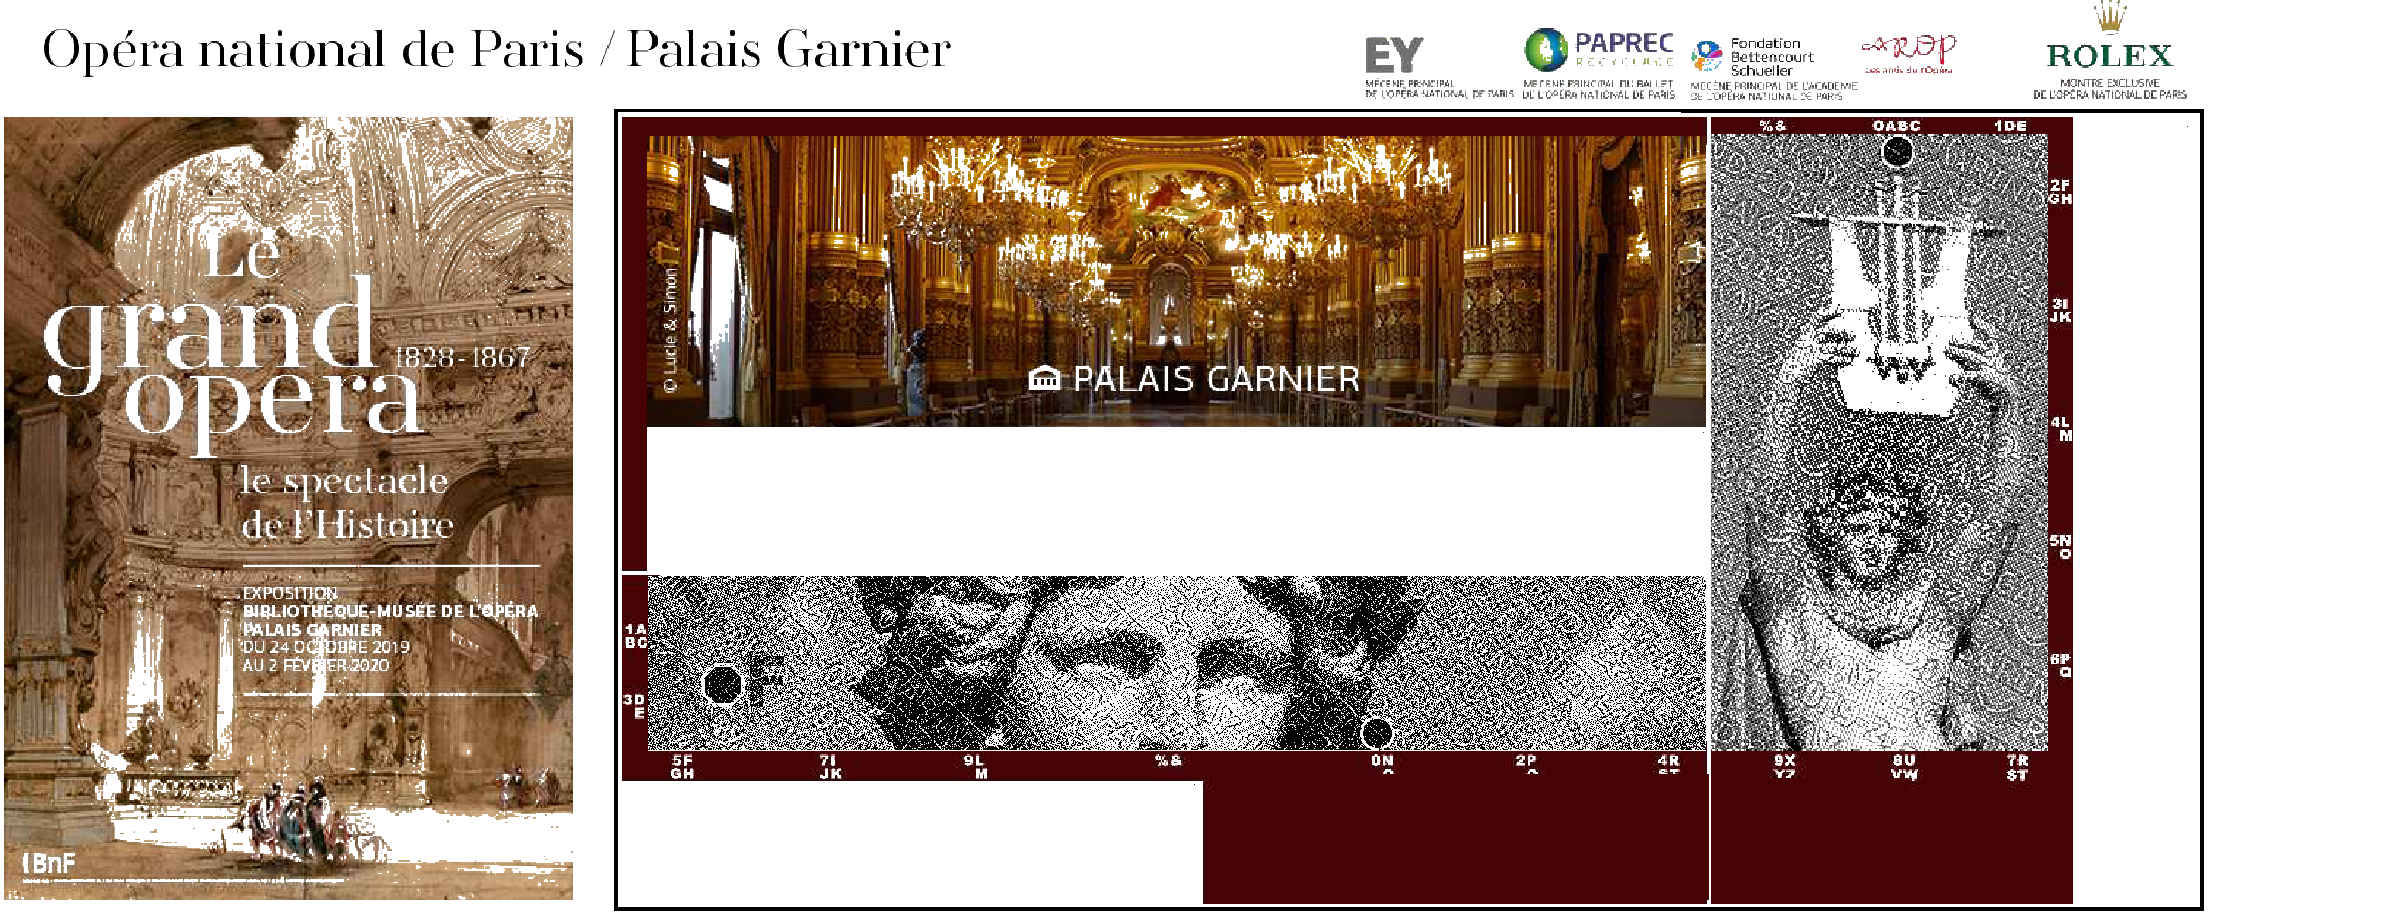 Opéra national de Paris / Palais Garnier
EY
MÉCÈNE PRINCIPAL
DE L'OPÉRA NATIONAL DE PARIS
PAPREC
RECYCLAGE
MÉCÈNE PRINCIPAL DU BALLET
DE L'OPÉRA NATIONAL DE PARIS
Fondation
Bettencourt
Schueller
MÉCÈNE PRINCIPAL DE L'ACADÉMIE
DE L'OPÉRA NATIONAL DE PARIS
AROP
Les amis de l'Opéra
ROLEX
MONTRE EXCLUSIVE
DE L'OPÉRA NATIONAL DE PARIS
Le
grand
1828-1867
opéra
le spectacle
de l'Histoire
EXPOSITION
BIBLIOTHÈQUE-MUSÉE DE L'OPÉRA
PALAIS GARNIER
DU 24 OCTOBRE 2019
AU 2 FÉVRIER 2020
BnF
© Lucie & Simon
PALAIS GARNIER
%& 0ABC 1DE
2F
GH
3I
JK
4L
M
5N
O
6P
Q
9X 8U 7R
YZ VW ST
1A
BC
3D
E
5F 7I 9L %& 0N 2P 4R
GH JK M